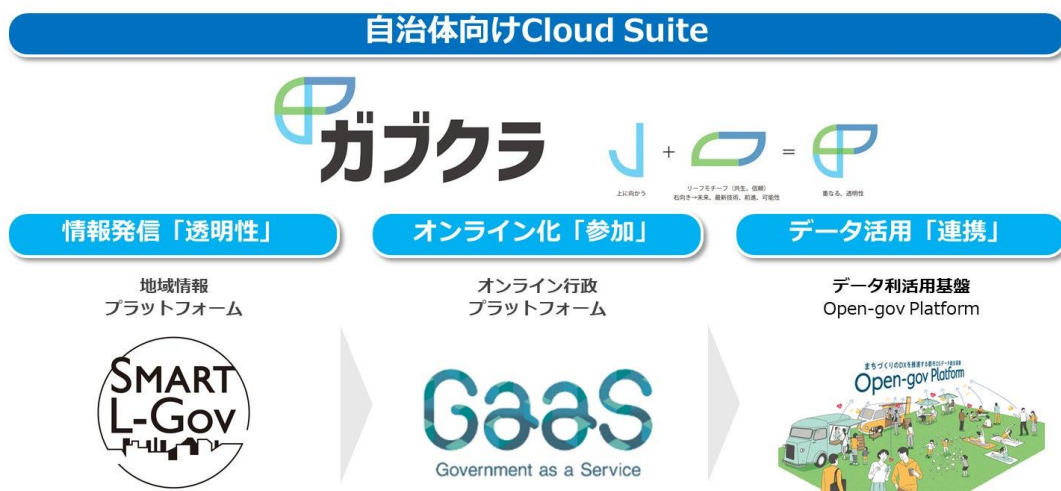 自治体向けCloud Suite
ガブクラ
+
=
上に向かう
リーフモチーフ（共生、信頼）
右向き→未来、最新技術、前進、可能性
重なる、透明性
情報発信「透明性」
オンライン化「参加」
データ活用「連携」
地域情報
プラットフォーム
オンライン行政
プラットフォーム
データ利活用基盤
Open-gov Platform
SMART
L-GOV
GaaS
Government as a Service
Open-gov Platform